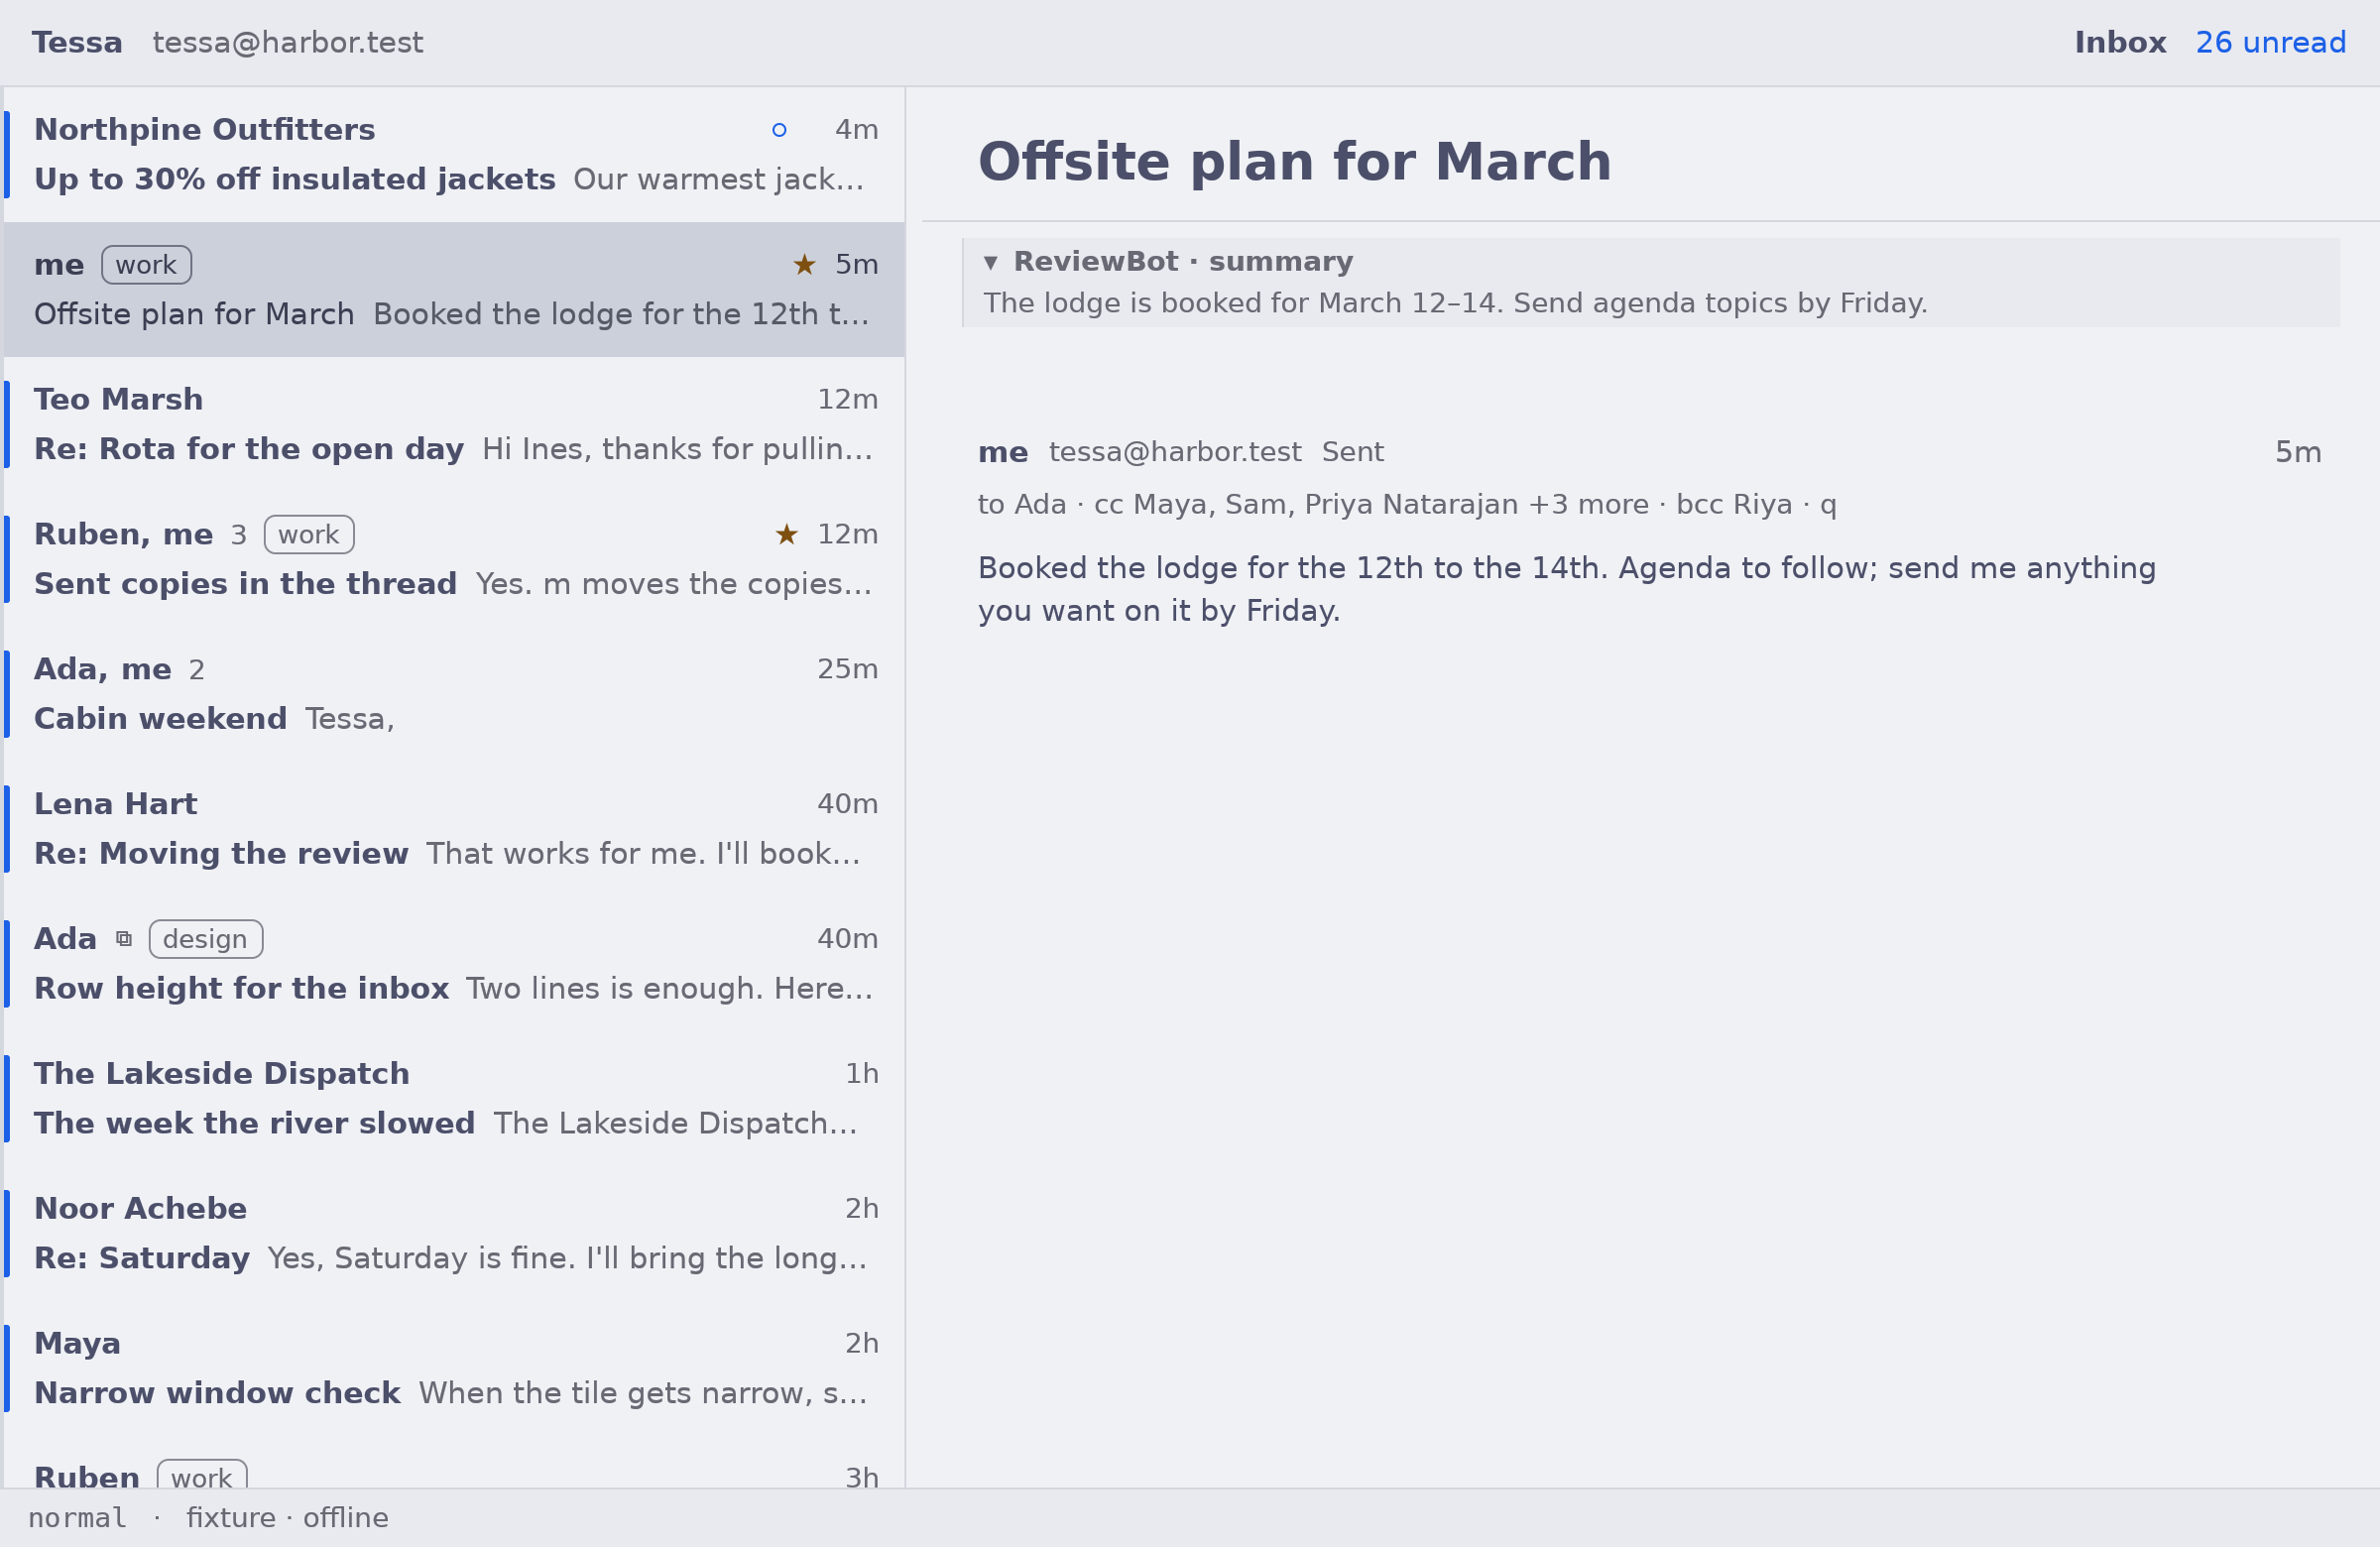 Tessa tessa@harbor.test
Inbox 26 unread
Northpine Outfitters 4m
Up to 30% off insulated jackets Our warmest jack…
me work ★ 5m
Offsite plan for March Booked the lodge for the 12th t…
Teo Marsh 12m
Re: Rota for the open day Hi Ines, thanks for pullin…
Ruben, me 3 work ★ 12m
Sent copies in the thread Yes. m moves the copies…
Ada, me 2 25m
Cabin weekend Tessa,
Lena Hart 40m
Re: Moving the review That works for me. I'll book…
Ada design 40m
Row height for the inbox Two lines is enough. Here…
The Lakeside Dispatch 1h
The week the river slowed The Lakeside Dispatch…
Noor Achebe 2h
Re: Saturday Yes, Saturday is fine. I'll bring the long…
Maya 2h
Narrow window check When the tile gets narrow, s…
Ruben work 3h
Offsite plan for March
▾ ReviewBot · summary
The lodge is booked for March 12–14. Send agenda topics by Friday.
me tessa@harbor.test Sent 5m
to Ada · cc Maya, Sam, Priya Natarajan +3 more · bcc Riya · q
Booked the lodge for the 12th to the 14th. Agenda to follow; send me anything
you want on it by Friday.
normal · fixture · offline